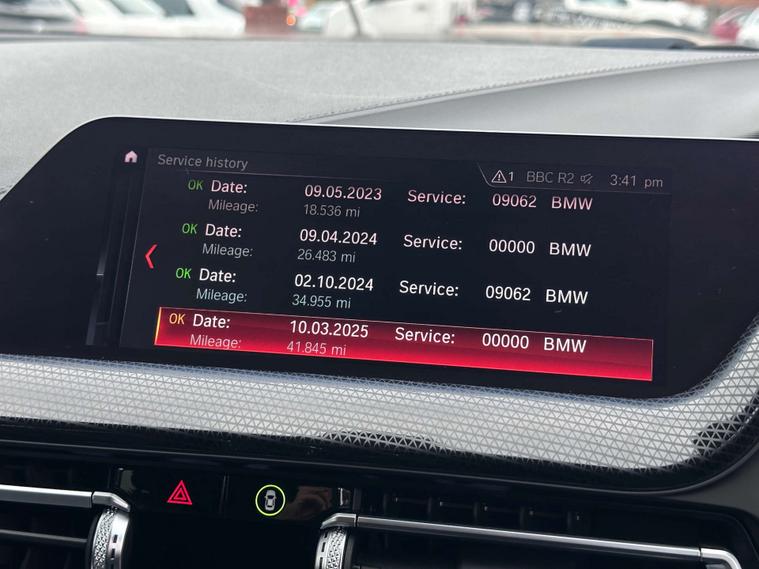 Service history
1 BBC R2 3:41 pm
OK Date: 09.05.2023 Service: 09062 BMW
Mileage: 18.536 mi
OK Date: 09.04.2024 Service: 00000 BMW
Mileage: 26.483 mi
OK Date: 02.10.2024 Service: 09062 BMW
Mileage: 34.955 mi
OK Date: 10.03.2025 Service: 00000 BMW
Mileage: 41.845 mi